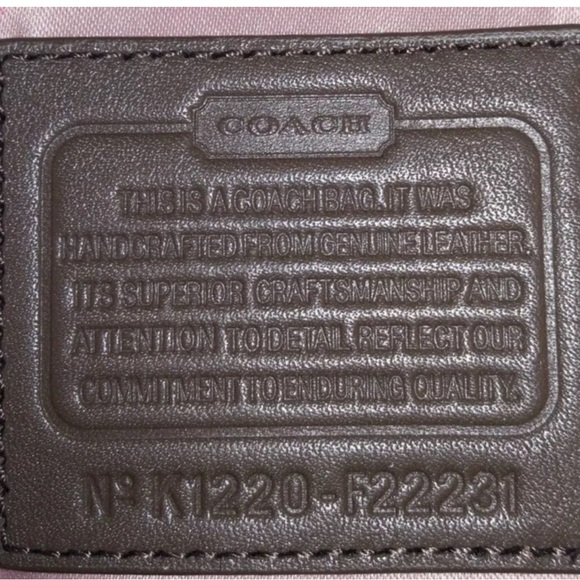 COACH
THIS IS A COACH BAG. IT WAS
HANDCRAFTED FROM GENUINE LEATHER.
ITS SUPERIOR CRAFTSMANSHIP AND
ATTENTION TO DETAIL REFLECT OUR
COMMITMENT TO ENDURING QUALITY.
Nº K1220-F22231